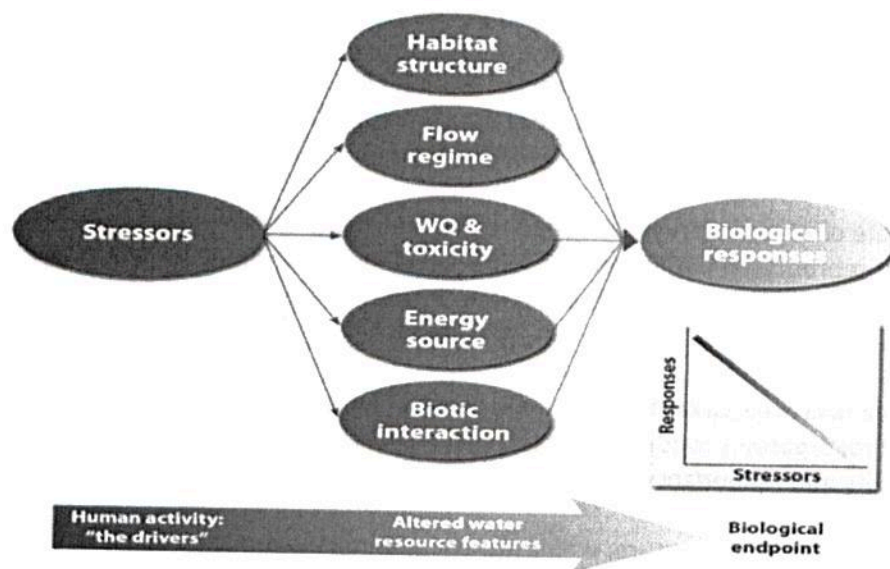 Habitat
structure
Flow
regime
Stressors
WQ &
toxicity
Biological
responses
Energy
source
Biotic
interaction
Responses
Stressors
Human activity:
"the drivers"
Altered water
resource features
Biological
endpoint